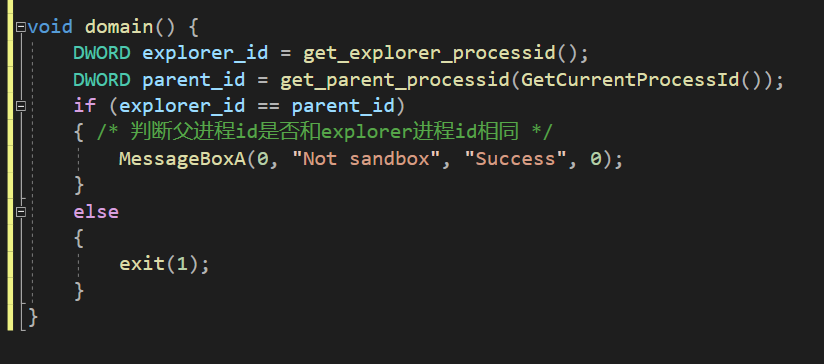 void domain() {
DWORD explorer_id = get_explorer_processid();
DWORD parent_id = get_parent_processid(GetCurrentProcessId());
if (explorer_id == parent_id)
{ /* 判断父进程id是否和explorer进程id相同 */
MessageBoxA(0, "Not sandbox", "Success", 0);
}
else
{
exit(1);
}
}